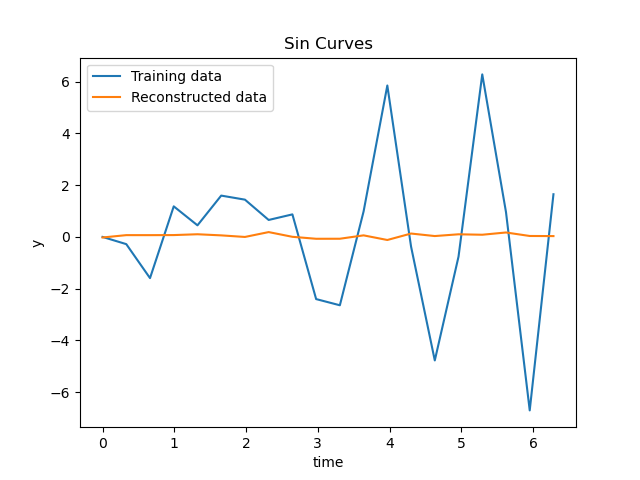 Sin Curves
Training data
Reconstructed data
6
4
2
0
−2
−4
−6
y
0 1 2 3 4 5 6
time